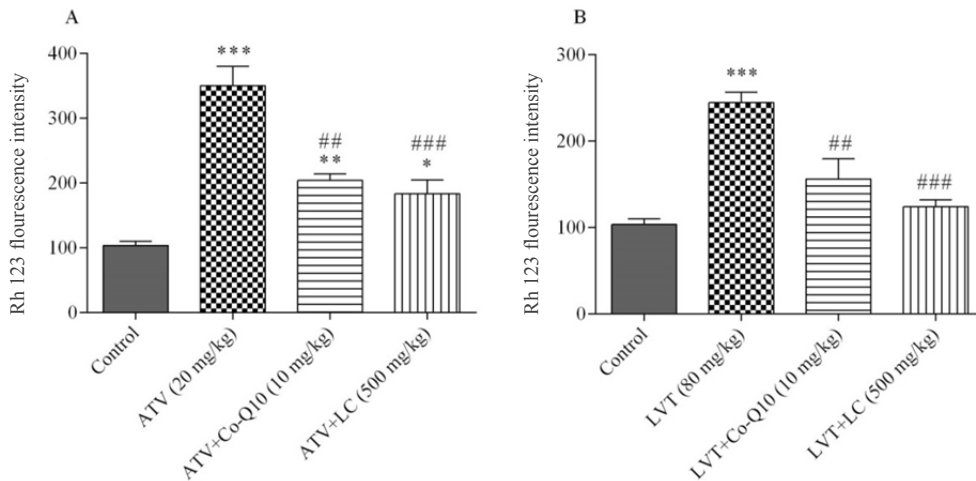 A
Rh 123 flourescence intensity
400
300
200
100
0
***
##
**
###
*
Control
ATV (20 mg/kg)
ATV+Co-Q10 (10 mg/kg)
ATV+LC (500 mg/kg)
B
Rh 123 flourescence intensity
300
200
100
0
***
##
###
Control
LVT (80 mg/kg)
LVT+Co-Q10 (10 mg/kg)
LVT+LC (500 mg/kg)